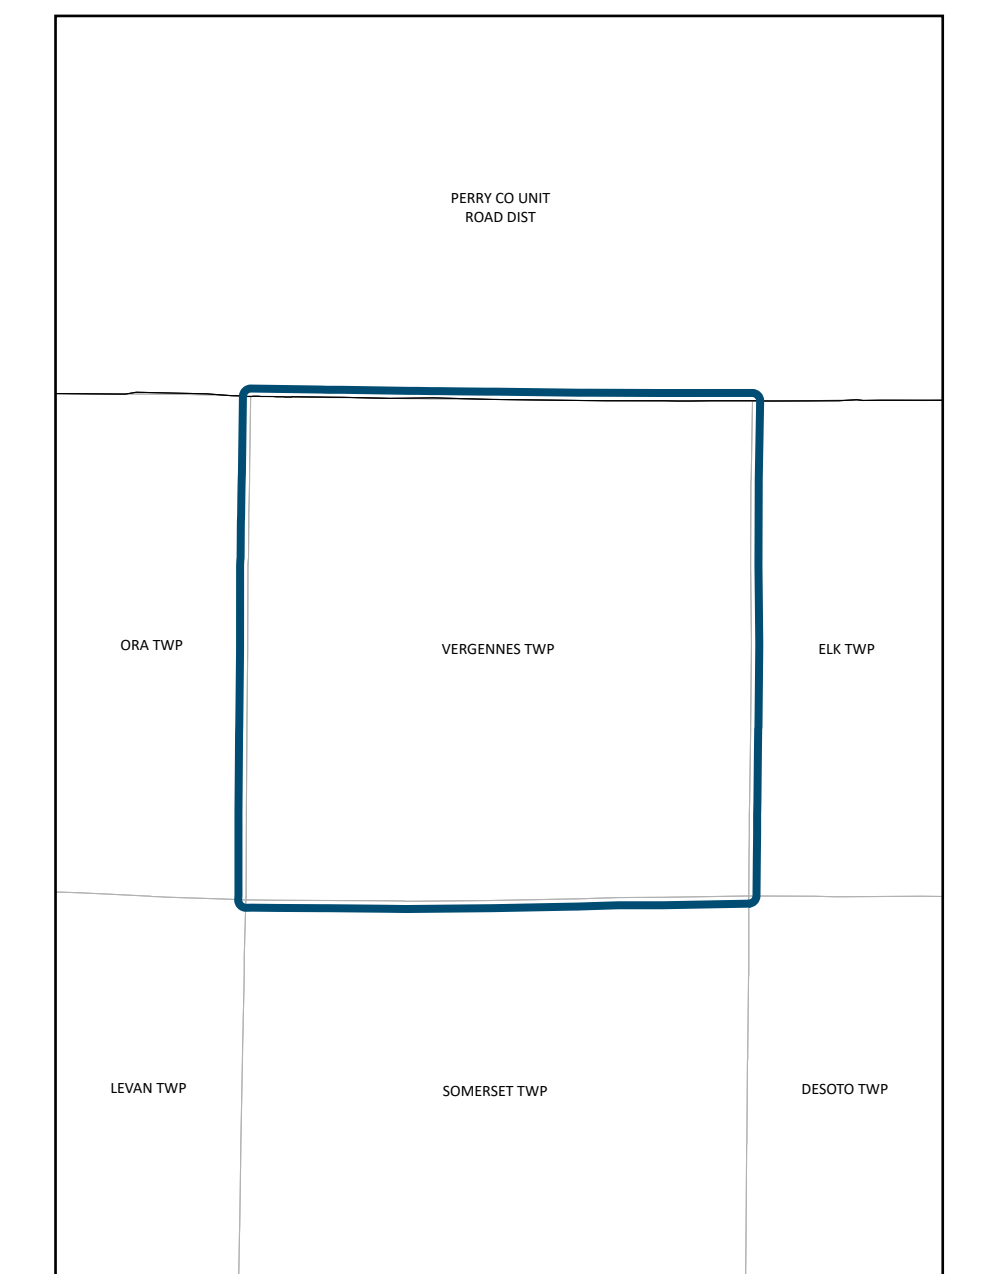 PERRY CO UNIT
ROAD DIST
ORA TWP
VERGENNES TWP
ELK TWP
LEVAN TWP
SOMERSET TWP
DESOTO TWP